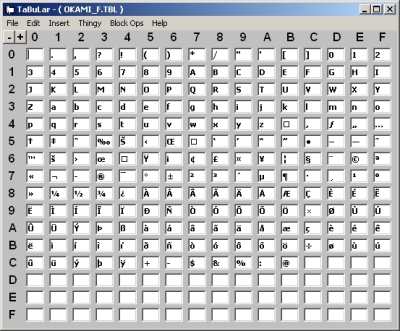 TaBuLar - ( OKAMI_F.TBL )
File Edit Insert Thingy Block Ops Help
- + 0 1 2 3 4 5 6 7 8 9 A B C D E F
0 . , ? ! ( ) * / " ' [ ] 0 1 2
1 3 4 5 6 7 8 9 A B C D E F G H I
2 J K L M N O P Q R S T U V W X Y
3 Z a b c d e f g h i j k l m n o
4 p q r s t u v w x y z □ ‚ ƒ „ …
5 † ‡ ˆ ‰ Š ‹ Œ □ ‘ ’ “ ” • – — ˜
6 ™ š › œ □ Ÿ ¡ ¢ £ ¤ ¥ ¦ § ¨ © ª
7 « ¬ - ® ¯ ° ± ² ³ ´ µ ¶ · ¸ ¹ º
8 » ¼ ½ ¾ ¿ À Á Â Ã Ä Å Æ Ç È É Ê
9 Ë Ì Í Î Ï Ð Ñ Ò Ó Ô Õ Ö × Ø Ù Ú
A Û Ü Ý Þ ß à á â ã ä å æ ç è é ê
B ë ì í î ï ð ñ ò ó ô õ ö ÷ ø ù ú
C û ü ý þ ÿ + - $ & % : @
D
E
F